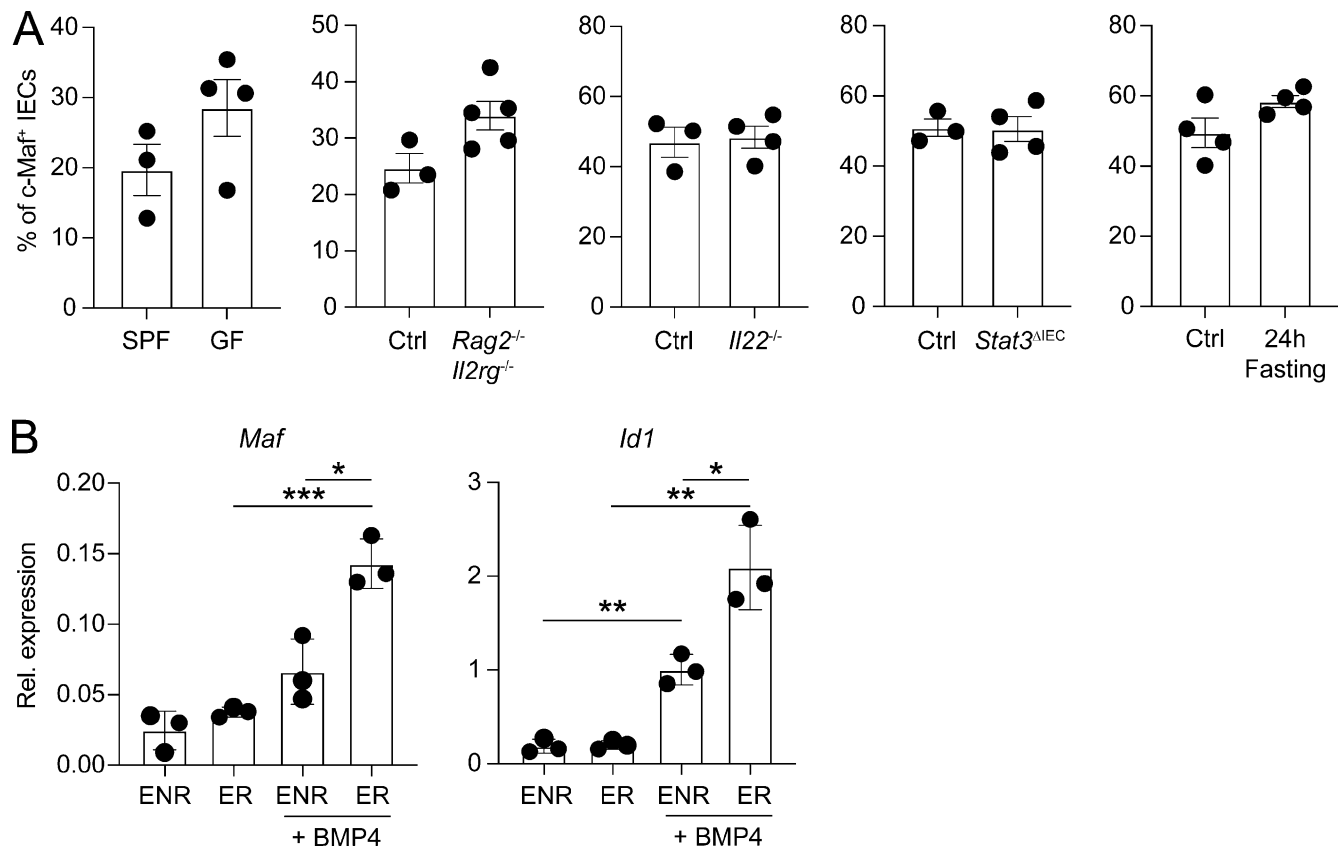 A
% of c-Maf⁺ IECs
40
30
20
10
0
SPF GF
50
40
30
20
10
0
Ctrl Rag2⁻/⁻
Il2rg⁻/⁻
80
60
40
20
0
Ctrl Il22⁻/⁻
80
60
40
20
0
Ctrl Stat3ΔIEC
80
60
40
20
0
Ctrl 24h
Fasting
B
Maf
Rel. expression
0.20
0.15
0.10
0.05
0.00
*
***
ENR ER ENR ER
+ BMP4
Id1
3
2
1
0
*
**
**
ENR ER ENR ER
+ BMP4